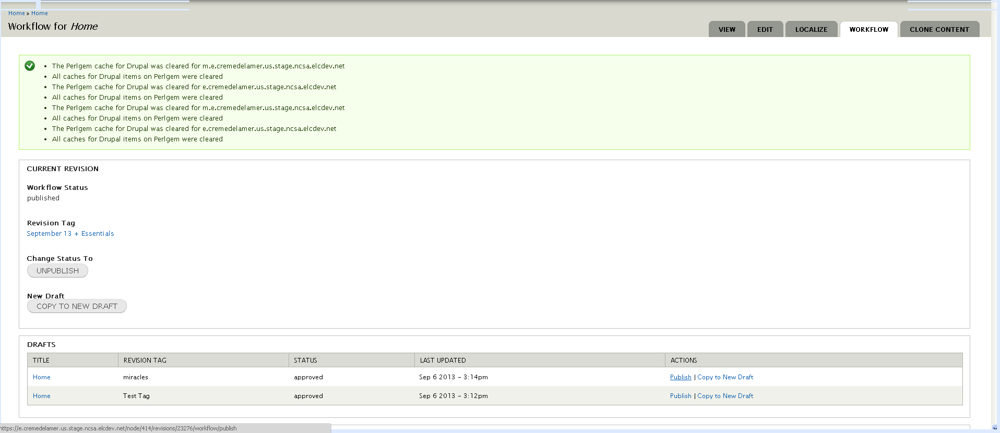 Home » Home
Workflow for Home
VIEW EDIT LOCALIZE WORKFLOW CLONE CONTENT
• The Perlgem cache for Drupal was cleared for m.e.cremedelamer.us.stage.ncsa.elcdev.net
• All caches for Drupal items on Perlgem were cleared
• The Perlgem cache for Drupal was cleared for e.cremedelamer.us.stage.ncsa.elcdev.net
• All caches for Drupal items on Perlgem were cleared
• The Perlgem cache for Drupal was cleared for m.e.cremedelamer.us.stage.ncsa.elcdev.net
• All caches for Drupal items on Perlgem were cleared
• The Perlgem cache for Drupal was cleared for e.cremedelamer.us.stage.ncsa.elcdev.net
• All caches for Drupal items on Perlgem were cleared
CURRENT REVISION
Workflow Status
published
Revision Tag
September 13 + Essentials
Change Status To
UNPUBLISH
New Draft
COPY TO NEW DRAFT
DRAFTS
TITLE REVISION TAG STATUS LAST UPDATED ACTIONS
Home miracles approved Sep 6 2013 - 3:14pm Publish | Copy to New Draft
Home Test Tag approved Sep 6 2013 - 3:12pm Publish | Copy to New Draft
https://e.cremedelamer.us.stage.ncsa.elcdev.net/node/414/revisions/23276/workflow/publish